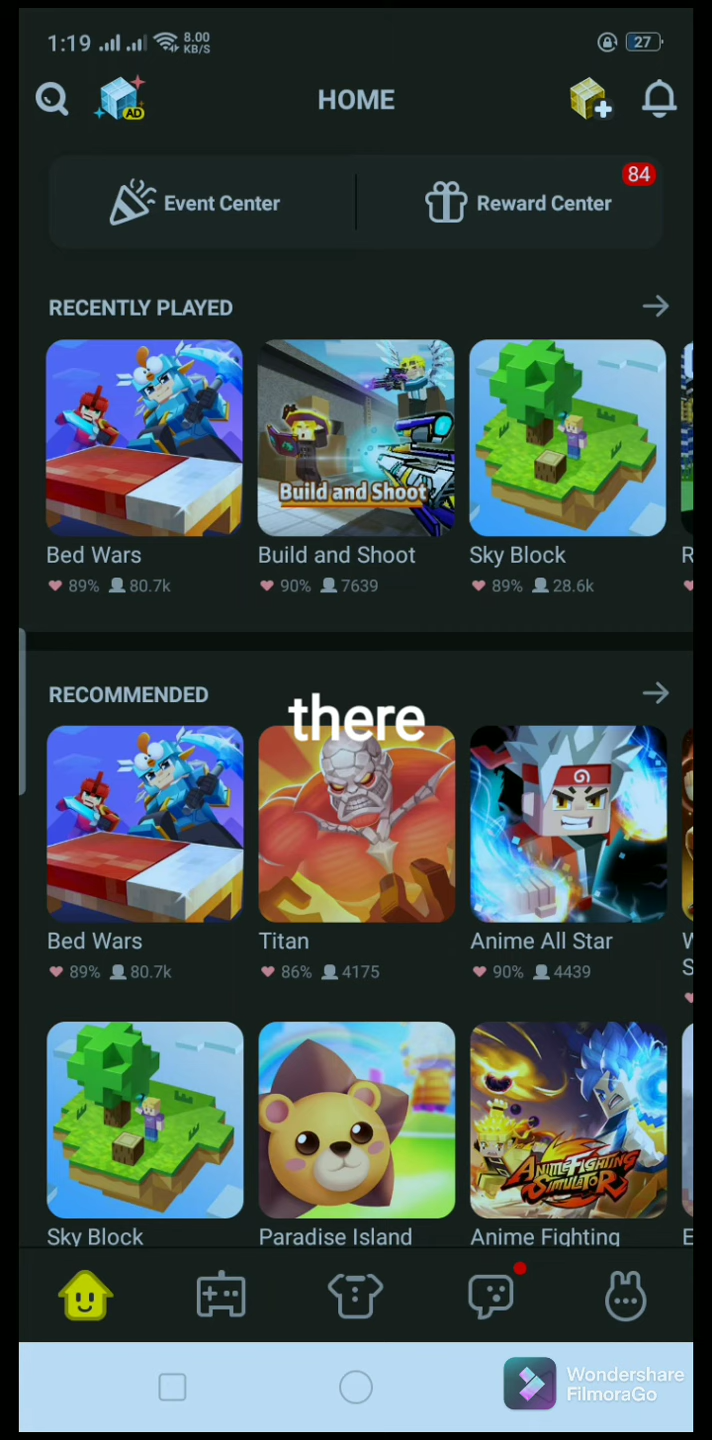 1:19
8.00
KB/S
27
AD
HOME
Event Center
Reward Center
84
RECENTLY PLAYED
Build and Shoot
Bed Wars
Build and Shoot
Sky Block
R
89% 80.7k
90% 7639
89% 28.6k
RECOMMENDED
there
Bed Wars
Titan
Anime All Star
W
S
89% 80.7k
86% 4175
90% 4439
ANIME FIGHTING
SIMULATOR
Sky Block
Paradise Island
Anime Fighting
E
Wondershare
FilmoraGo